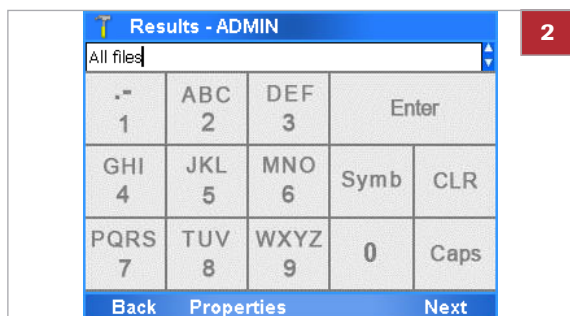 Results - ADMIN
2
All files
.- ABC DEF Enter
1 2 3
GHI JKL MNO Symb CLR
4 5 6
PQRS TUV WXYZ 0 Caps
7 8 9
Back Properties Next